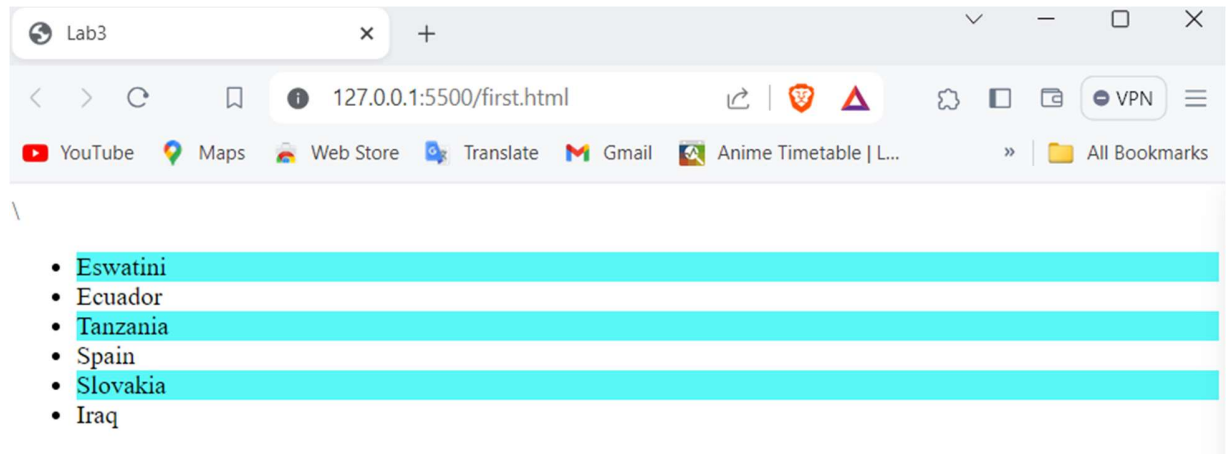 Lab3
127.0.0.1:5500/first.html VPN
YouTube Maps Web Store Translate Gmail Anime Timetable | L... » All Bookmarks
\
• Eswatini
• Ecuador
• Tanzania
• Spain
• Slovakia
• Iraq